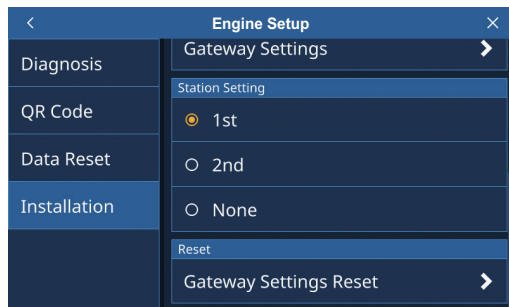 Engine Setup
Diagnosis
QR Code
Data Reset
Installation
Gateway Settings
Station Setting
1st
2nd
None
Reset
Gateway Settings Reset